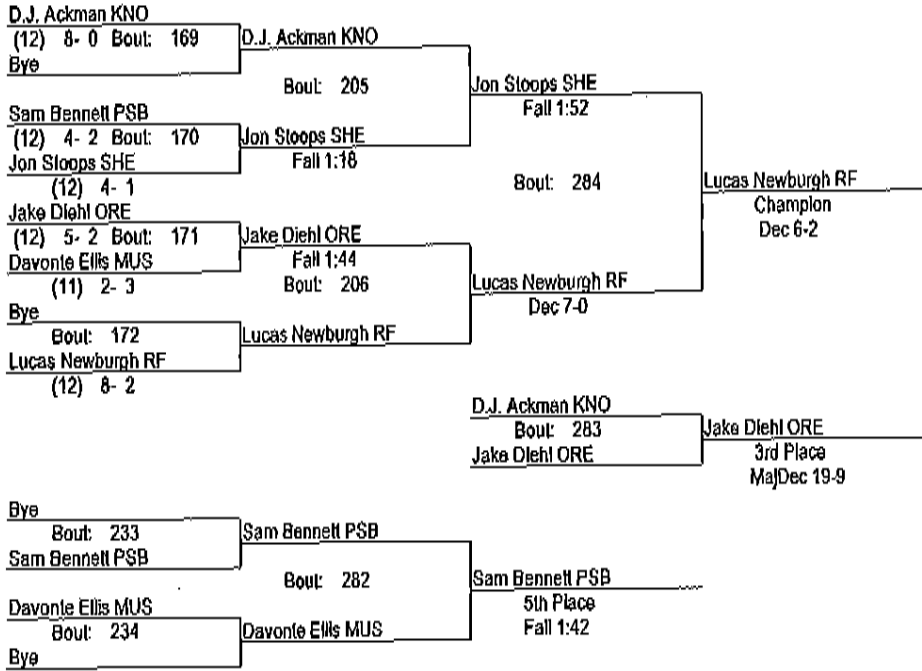 D.J. Ackman KNO
(12) 8- 0 Bout: 169
Bye
D.J. Ackman KNO
Bout: 205
Sam Bennett PSB
(12) 4- 2 Bout: 170
Jon Stoops SHE
(12) 4- 1
Jon Stoops SHE
Fall 1:18
Jon Stoops SHE
Fall 1:52
Bout: 284
Jake Diehl ORE
(12) 5- 2 Bout: 171
Davonte Ellis MUS
(11) 2- 3
Jake Diehl ORE
Fall 1:44
Bout: 206
Bye
Bout: 172
Lucas Newburgh RF
(12) 8- 2
Lucas Newburgh RF
Lucas Newburgh RF
Dec 7-0
Lucas Newburgh RF
Champion
Dec 6-2
D.J. Ackman KNO
Bout: 283
Jake Diehl ORE
Jake Diehl ORE
3rd Place
MajDec 19-9
Bye
Bout: 233
Sam Bennett PSB
Sam Bennett PSB
Bout: 282
Davonte Ellis MUS
Bout: 234
Bye
Davonte Ellis MUS
Sam Bennett PSB
5th Place
Fall 1:42